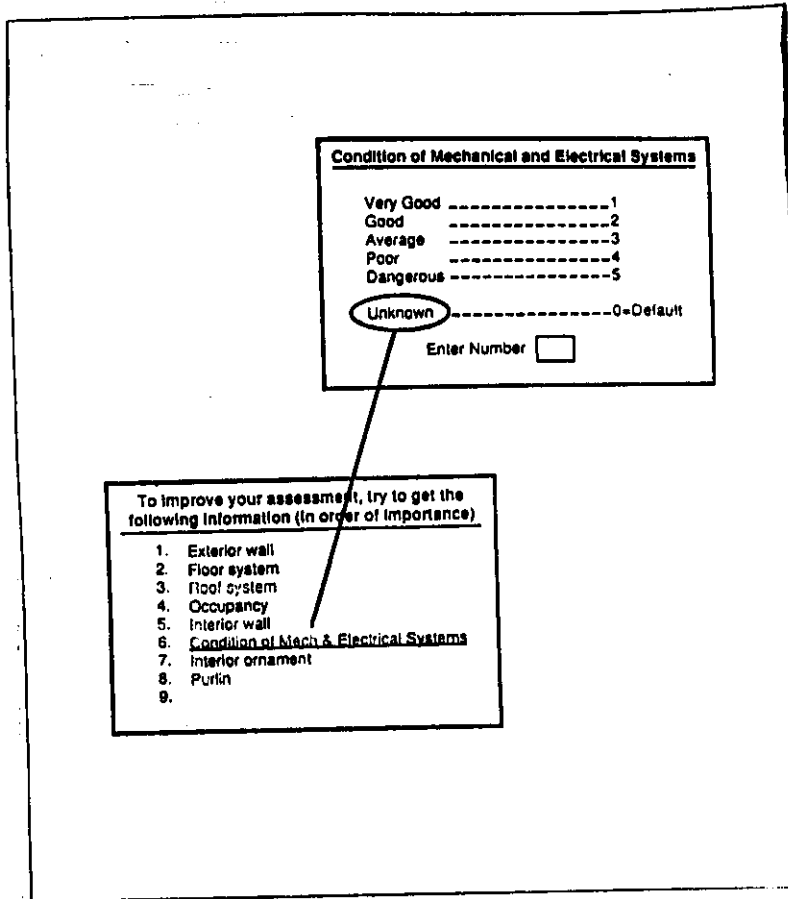 Condition of Mechanical and Electrical Systems
Very Good ----------------1
Good ----------------2
Average ----------------3
Poor ----------------4
Dangerous ----------------5
Unknown ----------------0=Default
Enter Number
To improve your assessment, try to get the
following information (in order of importance)
1. Exterior wall
2. Floor system
3. Roof system
4. Occupancy
5. Interior wall
6. Condition of Mech & Electrical Systems
7. Interior ornament
8. Purlin
9.